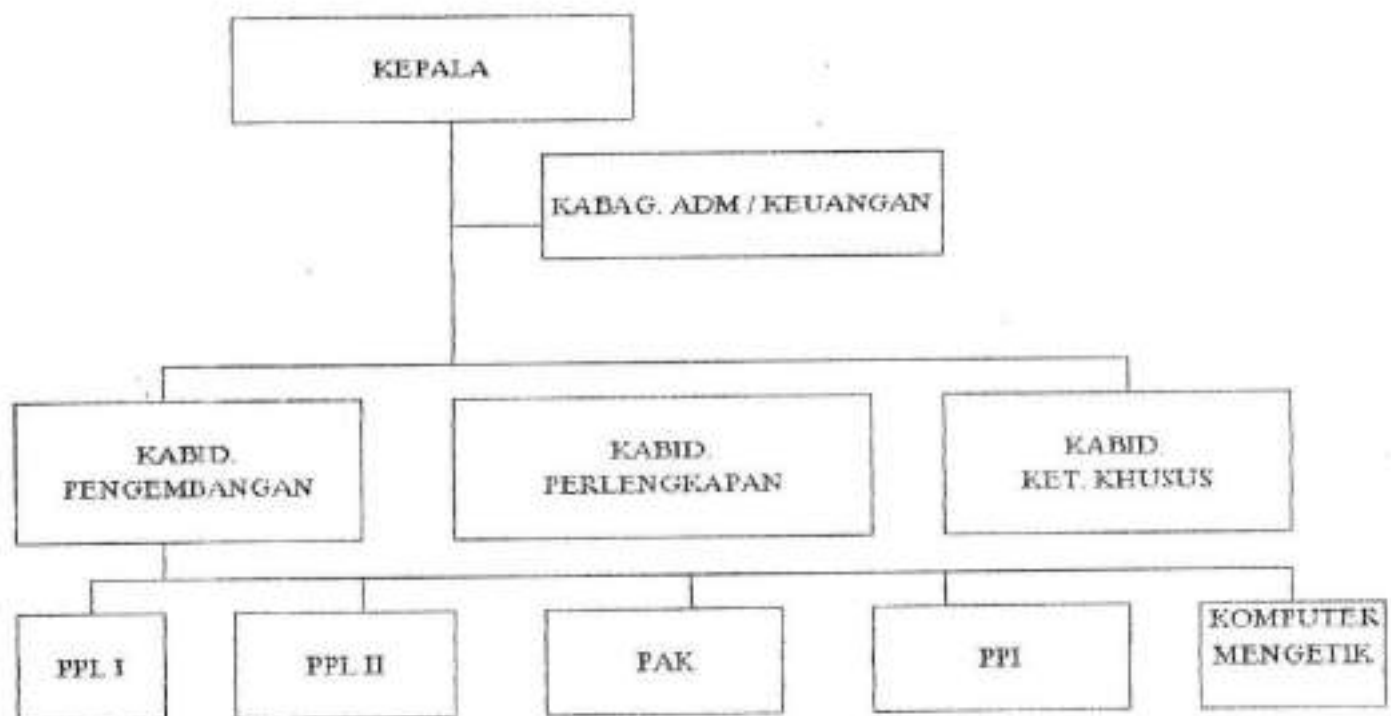 KEPALA
KABAG. ADM / KEUANGAN
KABID.
PENGEMBANGAN
KABID.
PERLENGKAPAN
KABID.
KET. KHUSUS
PPL I
PPL II
PAK
PPI
KOMPUTER
MENGETIK